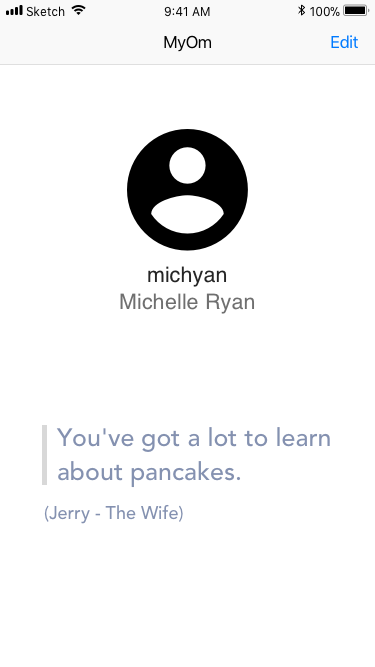 Sketch 9:41 AM 100%
MyOm Edit
michyan
Michelle Ryan
You've got a lot to learn
about pancakes.
(Jerry - The Wife)